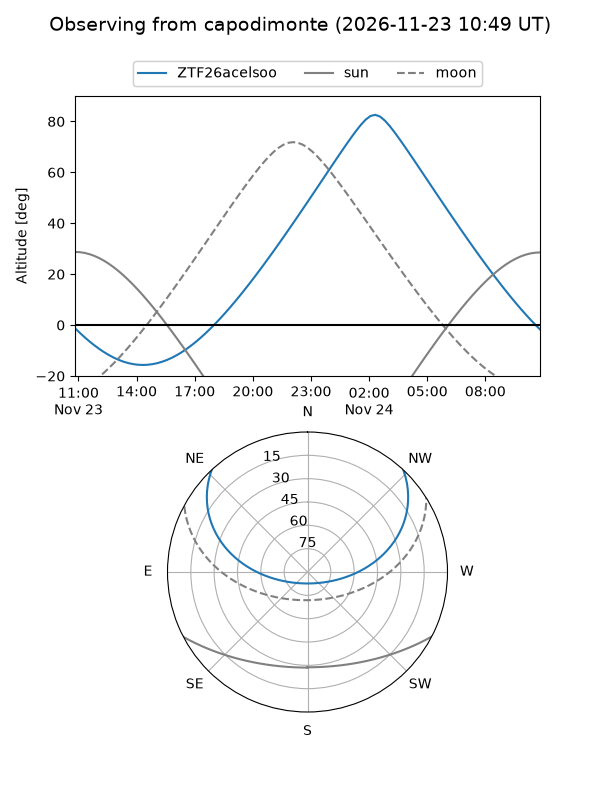 Observing from capodimonte (2026-11-23 10:49 UT)
ZTF26acelsoo sun moon
Altitude [deg]
80
60
40
20
0
−20
11:00 14:00 17:00 20:00 23:00 02:00 05:00 08:00
Nov 23 Nov 24
N
NE NW
15
30
45
60
75
E W
SE SW
S